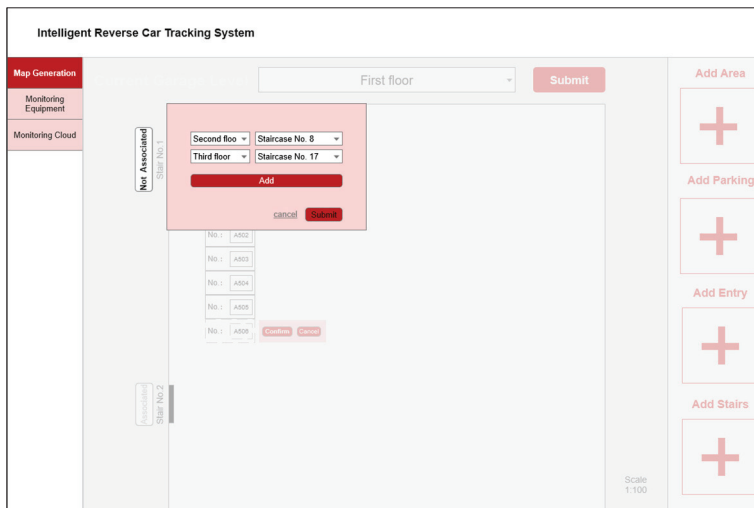 Intelligent Reverse Car Tracking System
Map Generation
Monitoring
Equipment
Monitoring Cloud
First floor
Submit
Not Associated
Stair No.1
Second floo
Staircase No. 8
Third floor
Staircase No. 17
Add
cancel
Submit
No.: A502
No.: A503
No.: A504
No.: A505
No.: A506
Confirm
Cancel
Associated
Stair No.2
Scale
1:100
Add Area
Add Parking
Add Entry
Add Stairs